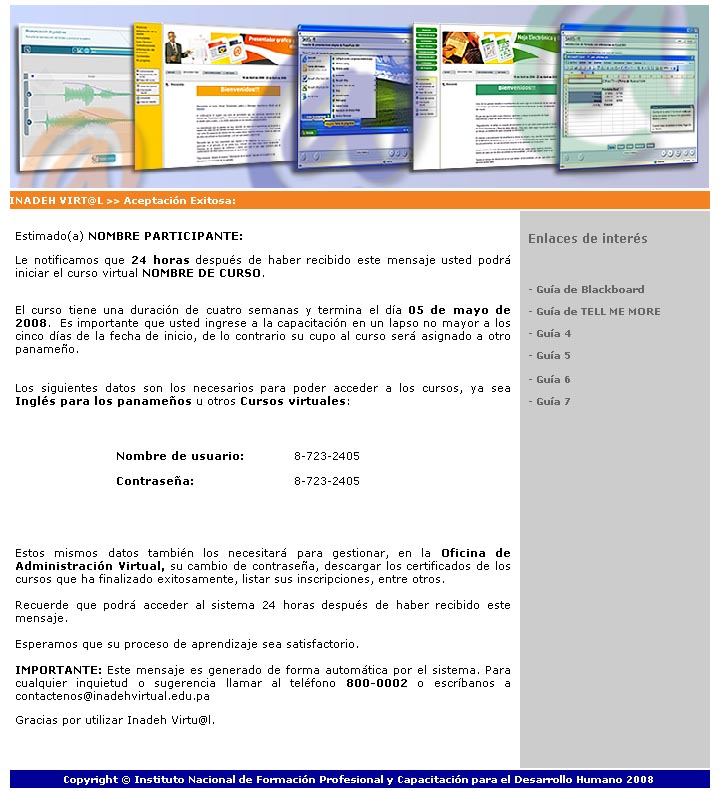 Bienvenidos!!!
Bienvenidos!!
INADEH VIRT@L >> Aceptación Exitosa:
Estimado(a) NOMBRE PARTICIPANTE:
Le notificamos que 24 horas después de haber recibido este mensaje usted podrá
iniciar el curso virtual NOMBRE DE CURSO.
El curso tiene una duración de cuatro semanas y termina el día 05 de mayo de
2008. Es importante que usted ingrese a la capacitación en un lapso no mayor a los
cinco días de la fecha de inicio, de lo contrario su cupo al curso será asignado a otro
panameño.
Los siguientes datos son los necesarios para poder acceder a los cursos, ya sea
Inglés para los panameños u otros Cursos virtuales:
Nombre de usuario: 8-723-2405
Contraseña: 8-723-2405
Estos mismos datos también los necesitará para gestionar, en la Oficina de
Administración Virtual, su cambio de contraseña, descargar los certificados de los
cursos que ha finalizado exitosamente, listar sus inscripciones, entre otros.
Recuerde que podrá acceder al sistema 24 horas después de haber recibido este
mensaje.
Esperamos que su proceso de aprendizaje sea satisfactorio.
IMPORTANTE: Este mensaje es generado de forma automática por el sistema. Para
cualquier inquietud o sugerencia llamar al teléfono 800-0002 o escríbanos a
contactenos@inadehvirtual.edu.pa
Gracias por utilizar Inadeh Virtu@l.
Enlaces de interés
- Guía de Blackboard
- Guía de TELL ME MORE
- Guía 4
- Guía 5
- Guía 6
- Guía 7
Copyright © Instituto Nacional de Formación Profesional y Capacitación para el Desarrollo Humano 2008